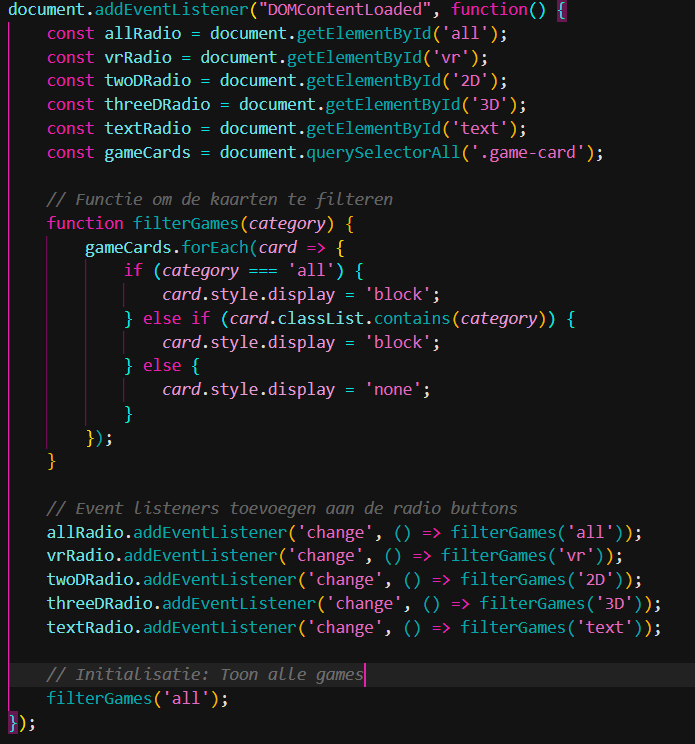 document.addEventListener("DOMContentLoaded", function() {
    const allRadio = document.getElementById('all');
    const vrRadio = document.getElementById('vr');
    const twoDRadio = document.getElementById('2D');
    const threeDRadio = document.getElementById('3D');
    const textRadio = document.getElementById('text');
    const gameCards = document.querySelectorAll('.game-card');

    // Functie om de kaarten te filteren
    function filterGames(category) {
        gameCards.forEach(card => {
            if (category === 'all') {
                card.style.display = 'block';
            } else if (card.classList.contains(category)) {
                card.style.display = 'block';
            } else {
                card.style.display = 'none';
            }
        });
    }

    // Event listeners toevoegen aan de radio buttons
    allRadio.addEventListener('change', () => filterGames('all'));
    vrRadio.addEventListener('change', () => filterGames('vr'));
    twoDRadio.addEventListener('change', () => filterGames('2D'));
    threeDRadio.addEventListener('change', () => filterGames('3D'));
    textRadio.addEventListener('change', () => filterGames('text'));

    // Initialisatie: Toon alle games
    filterGames('all');
});